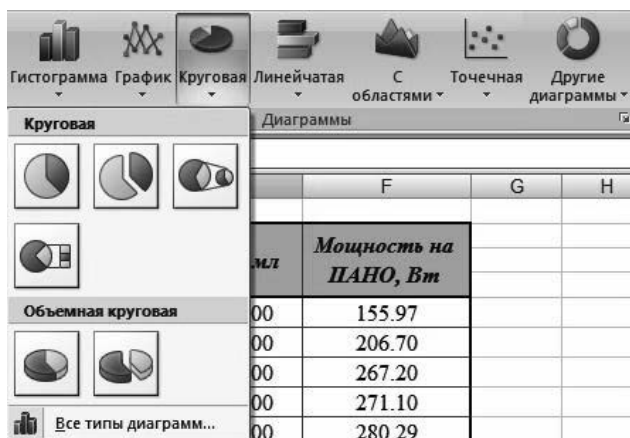 Гистограмма График Круговая Линейчатая С областями Точечная Другие диаграммы
Круговая
Диаграммы
F G H
мл
Мощность на
ПАНО, Вт
Объемная круговая
00 155.97
00 206.70
00 267.20
00 271.10
Все типы диаграмм...
00 280.29